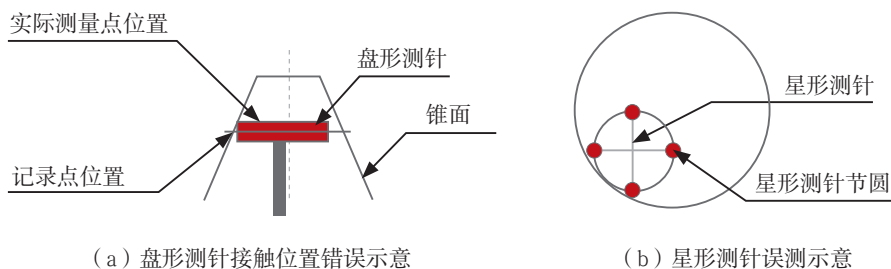 实际测量点位置
盘形测针
锥面
记录点位置
（a）盘形测针接触位置错误示意
星形测针
星形测针节圆
（b）星形测针误测示意